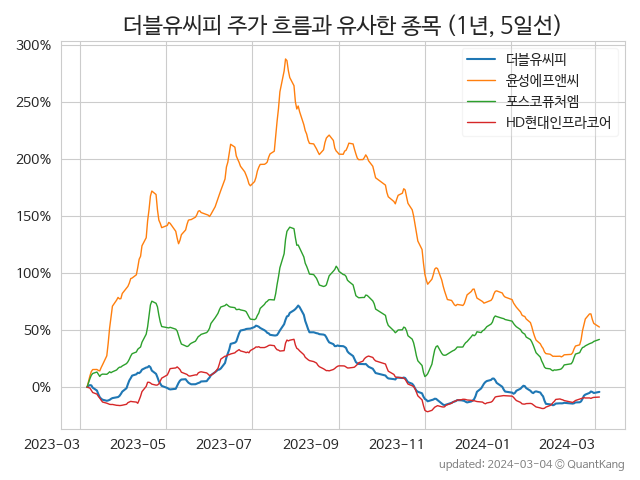 더블유씨피 주가 흐름과 유사한 종목 (1년, 5일선)
300%
250%
200%
150%
100%
50%
0%
더블유씨피
윤성에프앤씨
포스코퓨처엠
HD현대인프라코어
2023-03
2023-05
2023-07
2023-09
2023-11
2024-01
2024-03
updated: 2024-03-04 © QuantKang